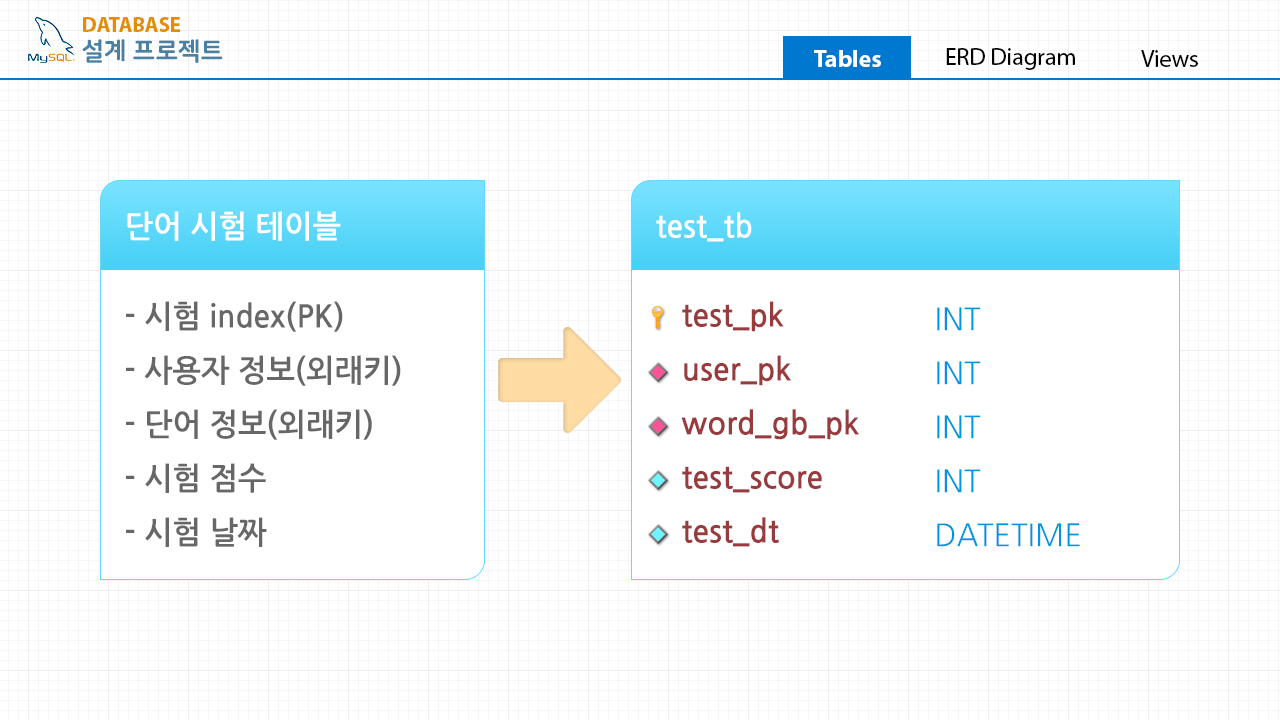 DATABASE
설계 프로젝트
MySQL
Tables
ERD Diagram
Views
단어 시험 테이블
- 시험 index(PK)
- 사용자 정보(외래키)
- 단어 정보(외래키)
- 시험 점수
- 시험 날짜
test_tb
test_pk INT
user_pk INT
word_gb_pk INT
test_score INT
test_dt DATETIME